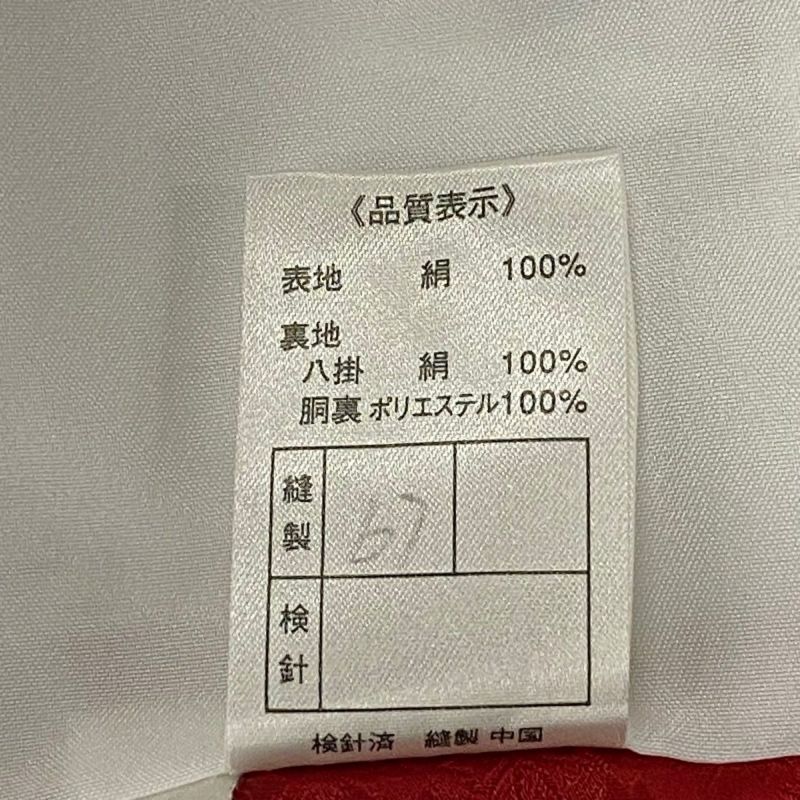 《品質表示》
表地 絹 100%
裏地
八掛 絹 100%
胴裏 ポリエステル100%
縫製 57
検針
検針済 縫製 中国